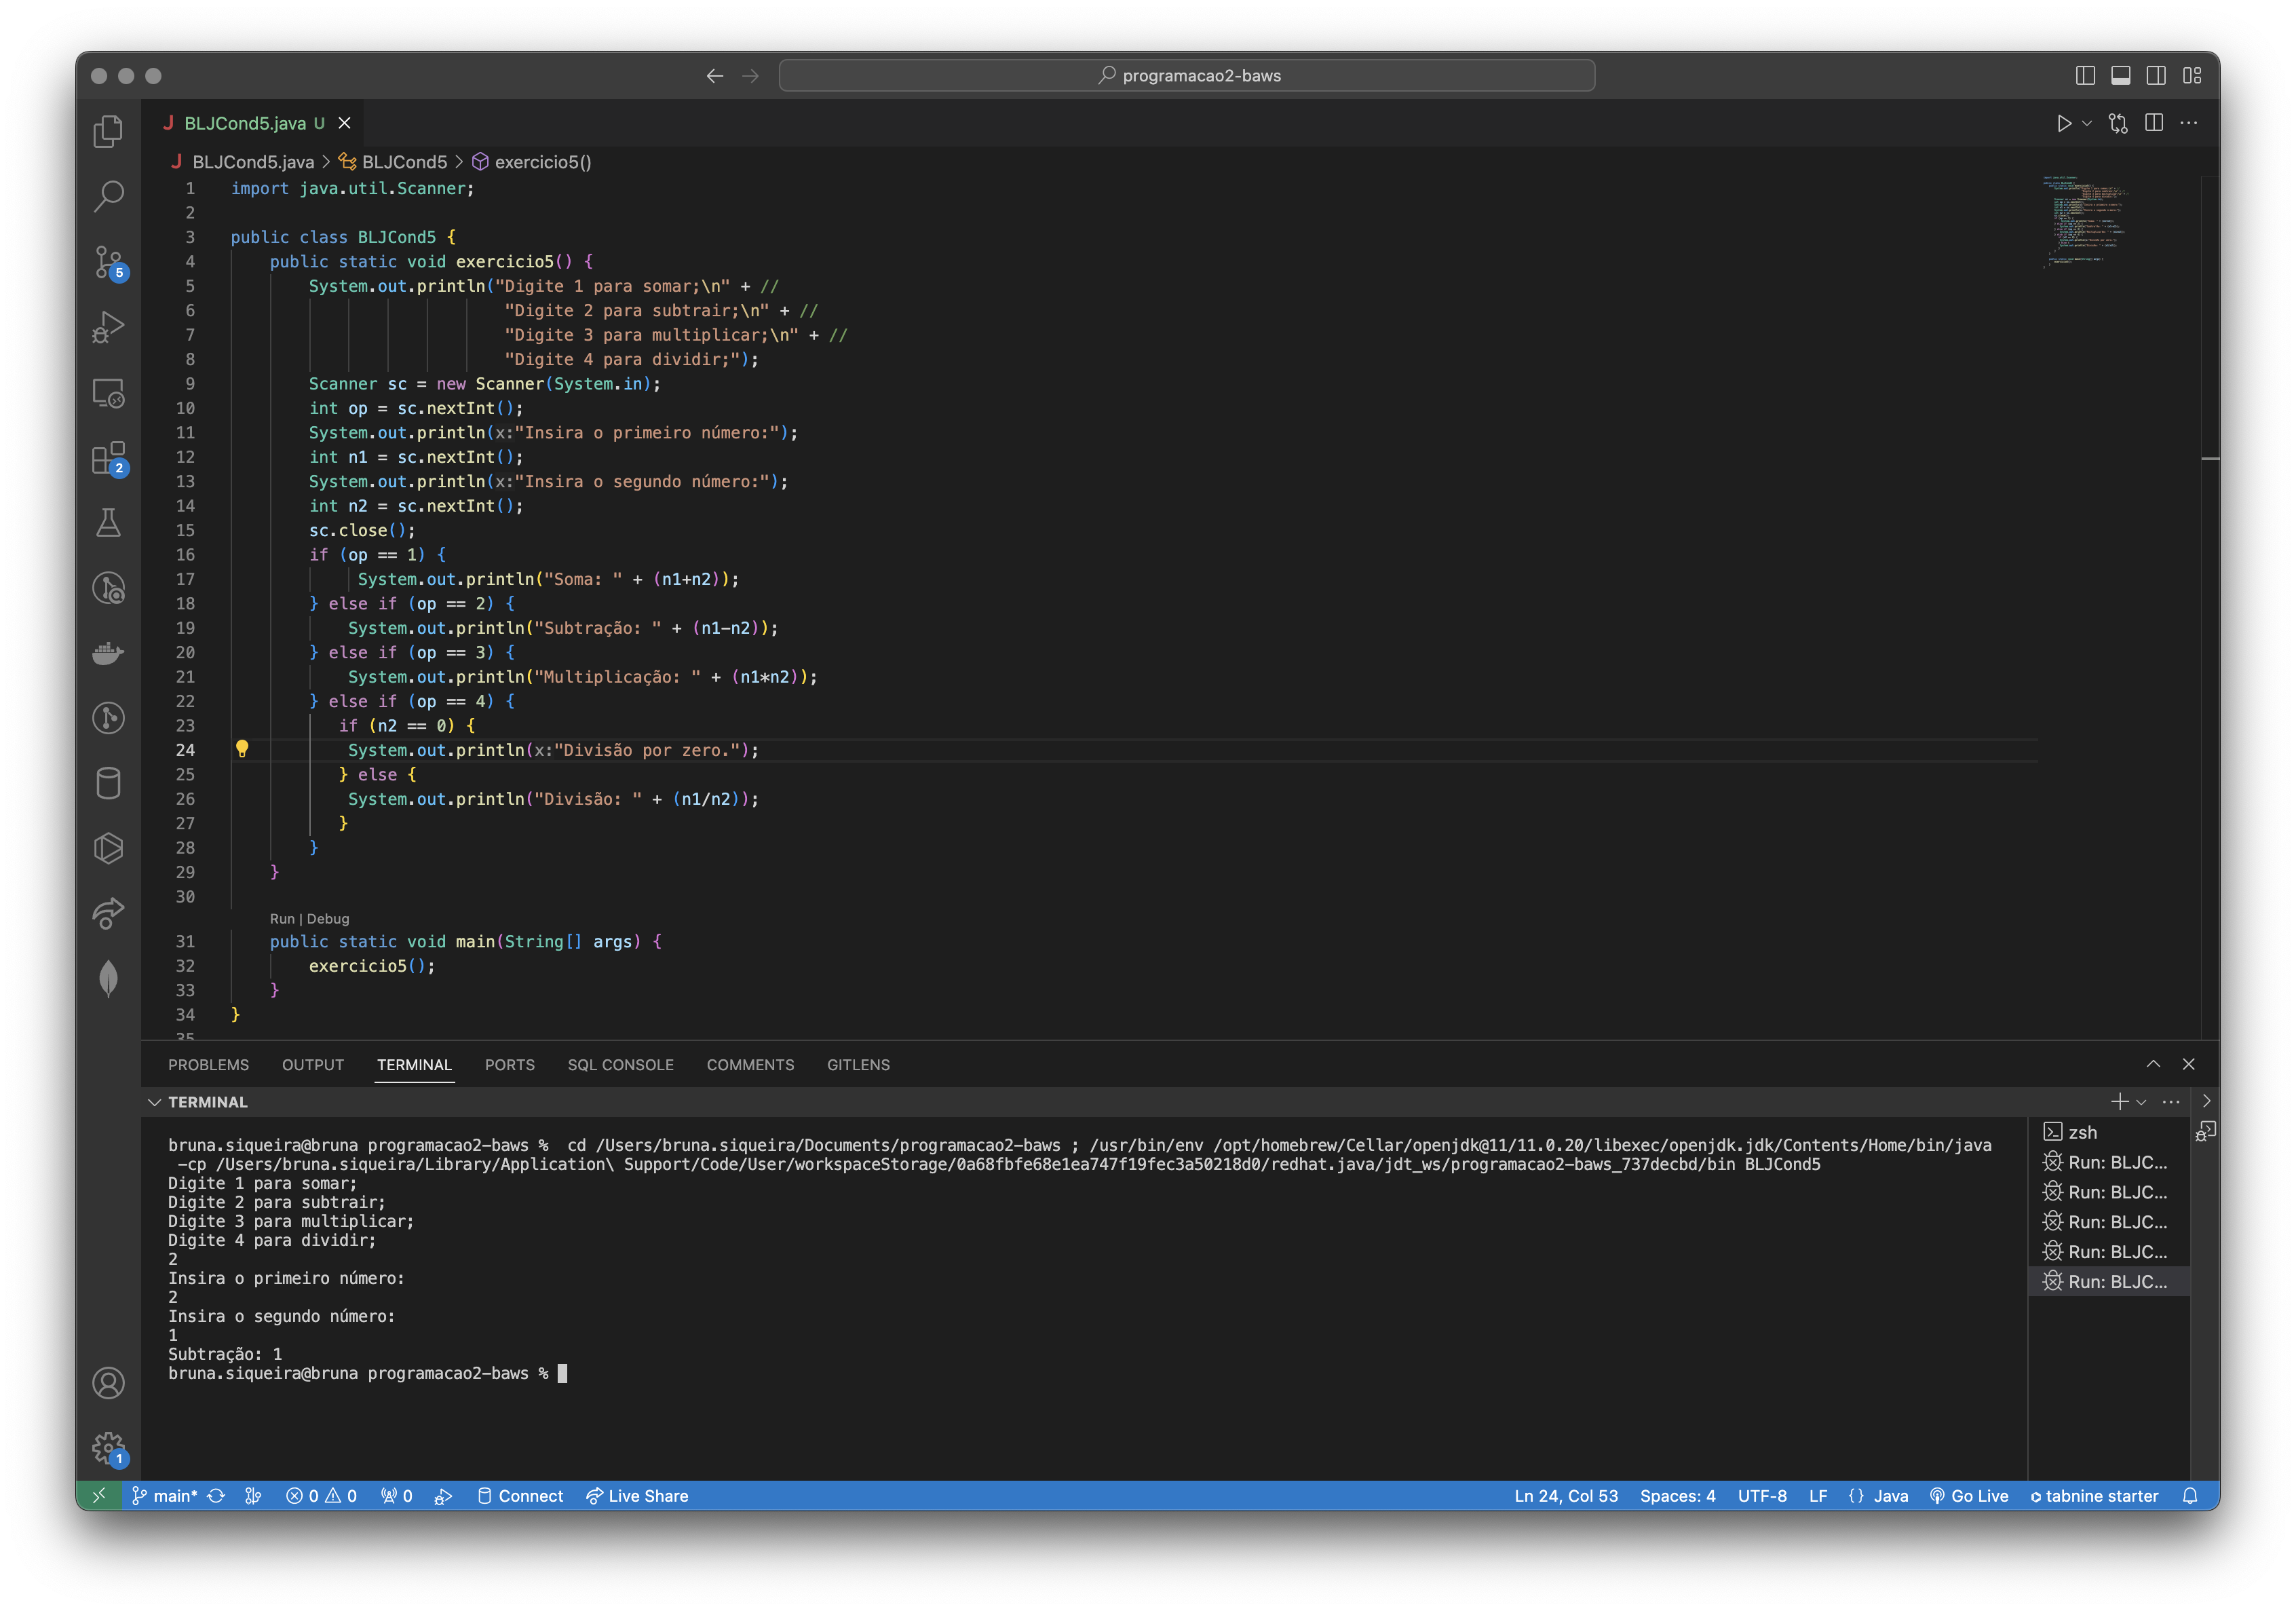 programacao2-baws
BLJCond5.java U
BLJCond5.java > BLJCond5 > exercicio5()
1 import java.util.Scanner;
2
3 public class BLJCond5 {
4 public static void exercicio5() {
5 System.out.println("Digite 1 para somar;\n" + //
6 "Digite 2 para subtrair;\n" + //
7 "Digite 3 para multiplicar;\n" + //
8 "Digite 4 para dividir;");
9 Scanner sc = new Scanner(System.in);
10 int op = sc.nextInt();
11 System.out.println(x:"Insira o primeiro número:");
12 int n1 = sc.nextInt();
13 System.out.println(x:"Insira o segundo número:");
14 int n2 = sc.nextInt();
15 sc.close();
16 if (op == 1) {
17 System.out.println("Soma: " + (n1+n2));
18 } else if (op == 2) {
19 System.out.println("Subtração: " + (n1-n2));
20 } else if (op == 3) {
21 System.out.println("Multiplicação: " + (n1*n2));
22 } else if (op == 4) {
23 if (n2 == 0) {
24 System.out.println(x:"Divisão por zero.");
25 } else {
26 System.out.println("Divisão: " + (n1/n2));
27 }
28 }
29 }
30
Run | Debug
31 public static void main(String[] args) {
32 exercicio5();
33 }
34 }
35
5
2
1
PROBLEMS OUTPUT TERMINAL PORTS SQL CONSOLE COMMENTS GITLENS
TERMINAL
bruna.siqueira@bruna programacao2-baws % cd /Users/bruna.siqueira/Documents/programacao2-baws ; /usr/bin/env /opt/homebrew/Cellar/openjdk@11/11.0.20/libexec/openjdk.jdk/Contents/Home/bin/java
-cp /Users/bruna.siqueira/Library/Application\ Support/Code/User/workspaceStorage/0a68fbfe68e1ea747f19fec3a50218d0/redhat.java/jdt_ws/programacao2-baws_737decbd/bin BLJCond5
Digite 1 para somar;
Digite 2 para subtrair;
Digite 3 para multiplicar;
Digite 4 para dividir;
2
Insira o primeiro número:
2
Insira o segundo número:
1
Subtração: 1
bruna.siqueira@bruna programacao2-baws %
zsh
Run: BLJC...
Run: BLJC...
Run: BLJC...
Run: BLJC...
Run: BLJC...
main* 0 0 0 Connect Live Share Ln 24, Col 53 Spaces: 4 UTF-8 LF {} Java Go Live tabnine starter